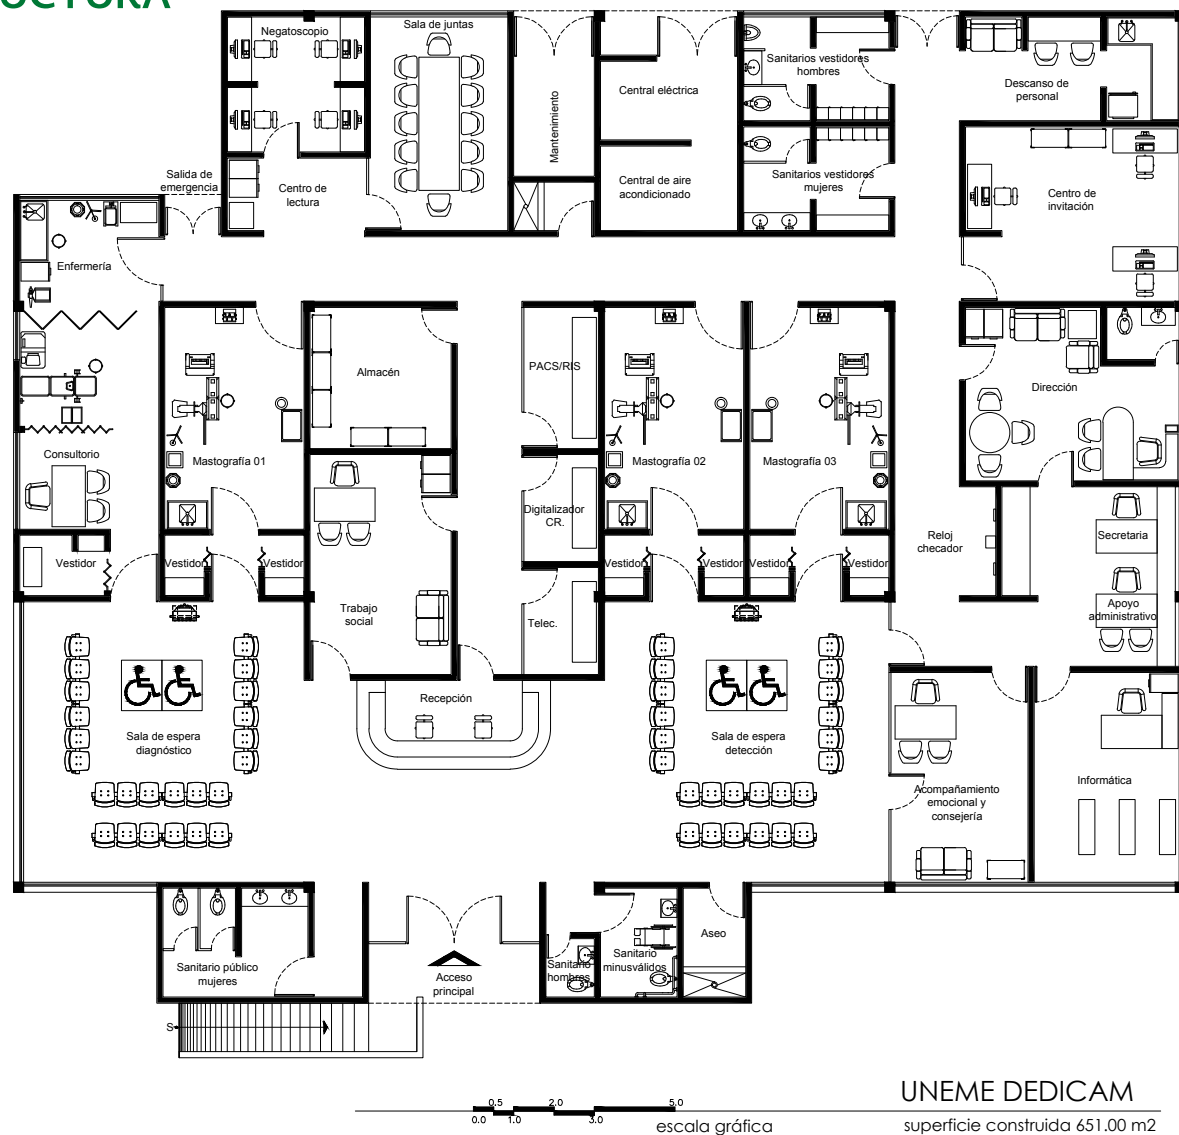 Negatoscopio
Sala de juntas
Mantenimiento
Central eléctrica
Sanitarios vestidores
hombres
Descanso de
personal
Salida de
emergencia
Centro de
lectura
Central de aire
acondicionado
Sanitarios vestidores
mujeres
Centro de
invitación
Enfermería
PACS/RIS
Almacén
Dirección
Consultorio
Mastografía 01
Mastografía 02
Mastografía 03
Digitalizador
CR.
Reloj
checador
Secretaria
Vestidor
Vestidor
Vestidor
Vestidor
Vestidor
Vestidor
Vestidor
Trabajo
social
Telec.
Apoyo
administrativo
Recepción
Sala de espera
diagnóstico
Sala de espera
detección
Acompañamiento
emocional y
consejería
Informática
Sanitario público
mujeres
Acceso
principal
Sanitario
hombres
Sanitario
minusválidos
Aseo
S
UNEME DEDICAM
0.5 2.0 5.0
0.0 1.0 3.0
escala gráfica
superficie construida 651.00 m2